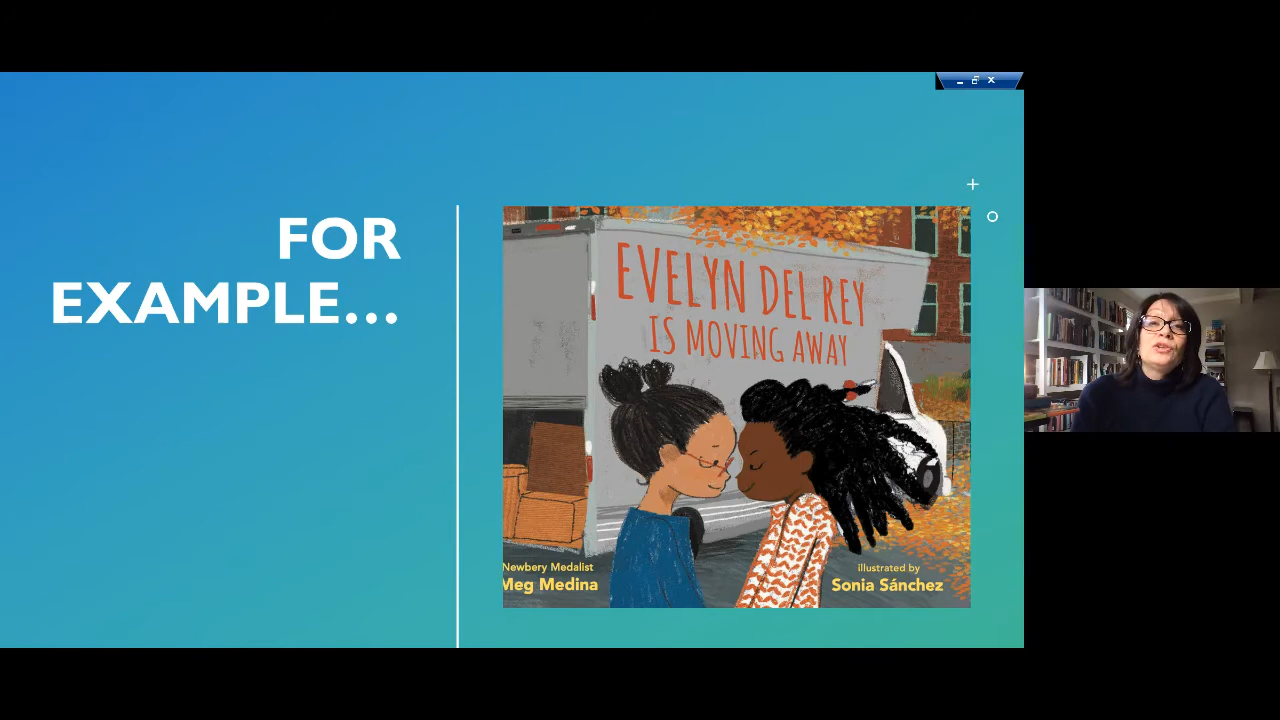 FOR
EXAMPLE...
EVELYN DEL REY
IS MOVING AWAY
Newbery Medalist
Meg Medina
illustrated by
Sonia Sánchez